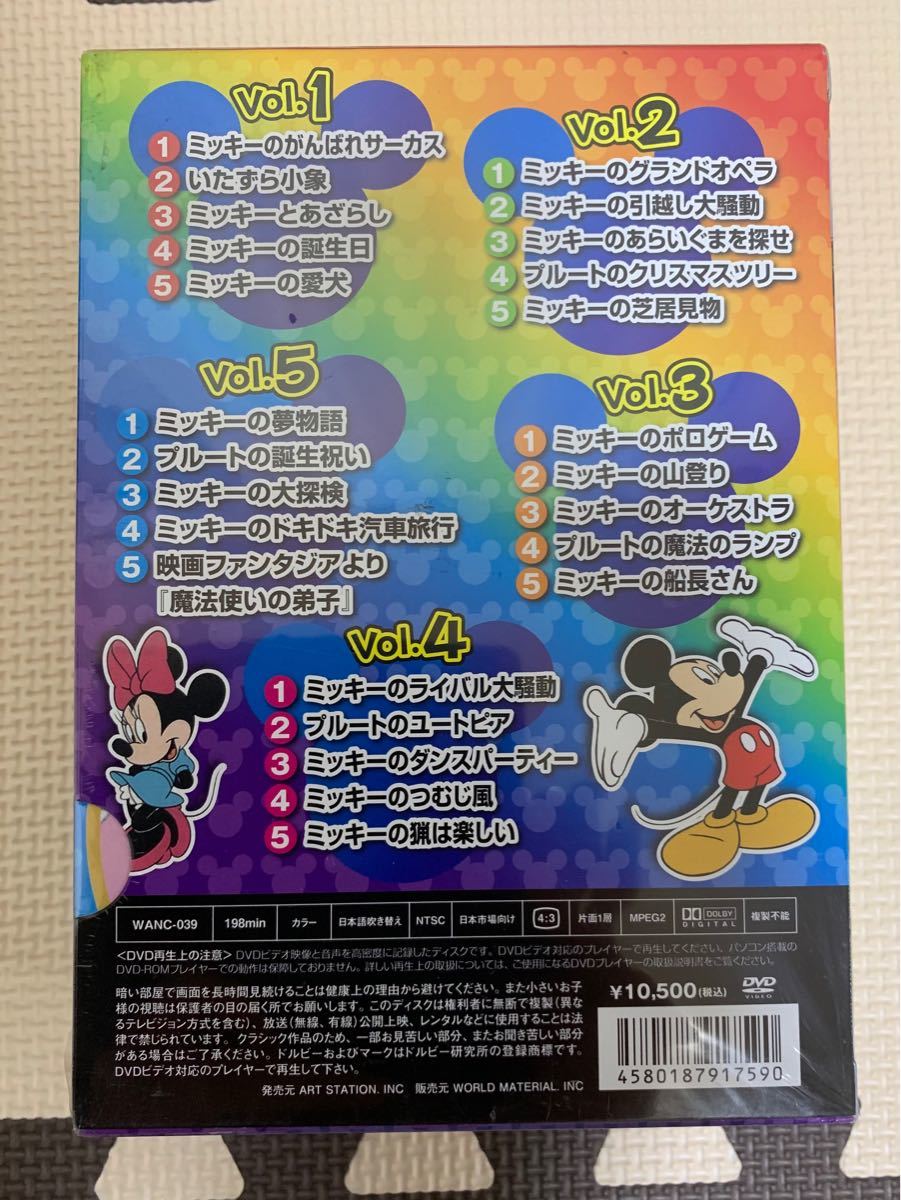 Vol.1
1 ミッキーのがんばれサーカス
2 いたずら小象
3 ミッキーとあざらし
4 ミッキーの誕生日
5 ミッキーの愛犬
Vol.2
1 ミッキーのグランドオペラ
2 ミッキーの引越し大騒動
3 ミッキーのあらいぐまを探せ
4 プルートのクリスマスツリー
5 ミッキーの芝居見物
Vol.5
1 ミッキーの夢物語
2 プルートの誕生祝い
3 ミッキーの大探検
4 ミッキーのドキドキ汽車旅行
5 映画ファンタジアより
『魔法使いの弟子』
Vol.3
1 ミッキーのポロゲーム
2 ミッキーの山登り
3 ミッキーのオーケストラ
4 プルートの魔法のランプ
5 ミッキーの船長さん
Vol.4
1 ミッキーのライバル大騒動
2 プルートのユートピア
3 ミッキーのダンスパーティー
4 ミッキーのつむじ風
5 ミッキーの猟は楽しい
WANC-039 198min カラー 日本語吹き替え NTSC 日本市場向け 4:3 片面1層 MPEG2 DOLBY DIGITAL 複製不能
<DVD再生上の注意> DVDビデオ映像と音声を高密度に記録したディスクです。DVDビデオ対応のプレイヤーで再生してください。パソコン搭載の
DVD-ROMプレイヤーでの動作は保障しておりません。詳しい再生上の取扱については、ご使用になるDVDプレイヤーの取扱説明書をご覧ください。
暗い部屋で画面を長時間見続けることは健康上の理由から避けてください。また小さいお子
様の視聴は保護者の目の届く所でお願いします。このディスクは権利者に無断で複製(異な
るテレビジョン方式を含む)、放送(無線、有線)公開上映、レンタルなどに使用することは法
律で禁じられています。クラシック作品のため、一部お見苦しい部分、またお聞き苦しい部分
がある場合はご了承ください。ドルビーおよびマークはドルビー研究所の登録商標です。
DVDビデオ対応のプレイヤーで再生して下さい。
¥10,500(税込) DVD VIDEO
4580187917590
発売元 ART STATION. INC 販売元 WORLD MATERIAL. INC